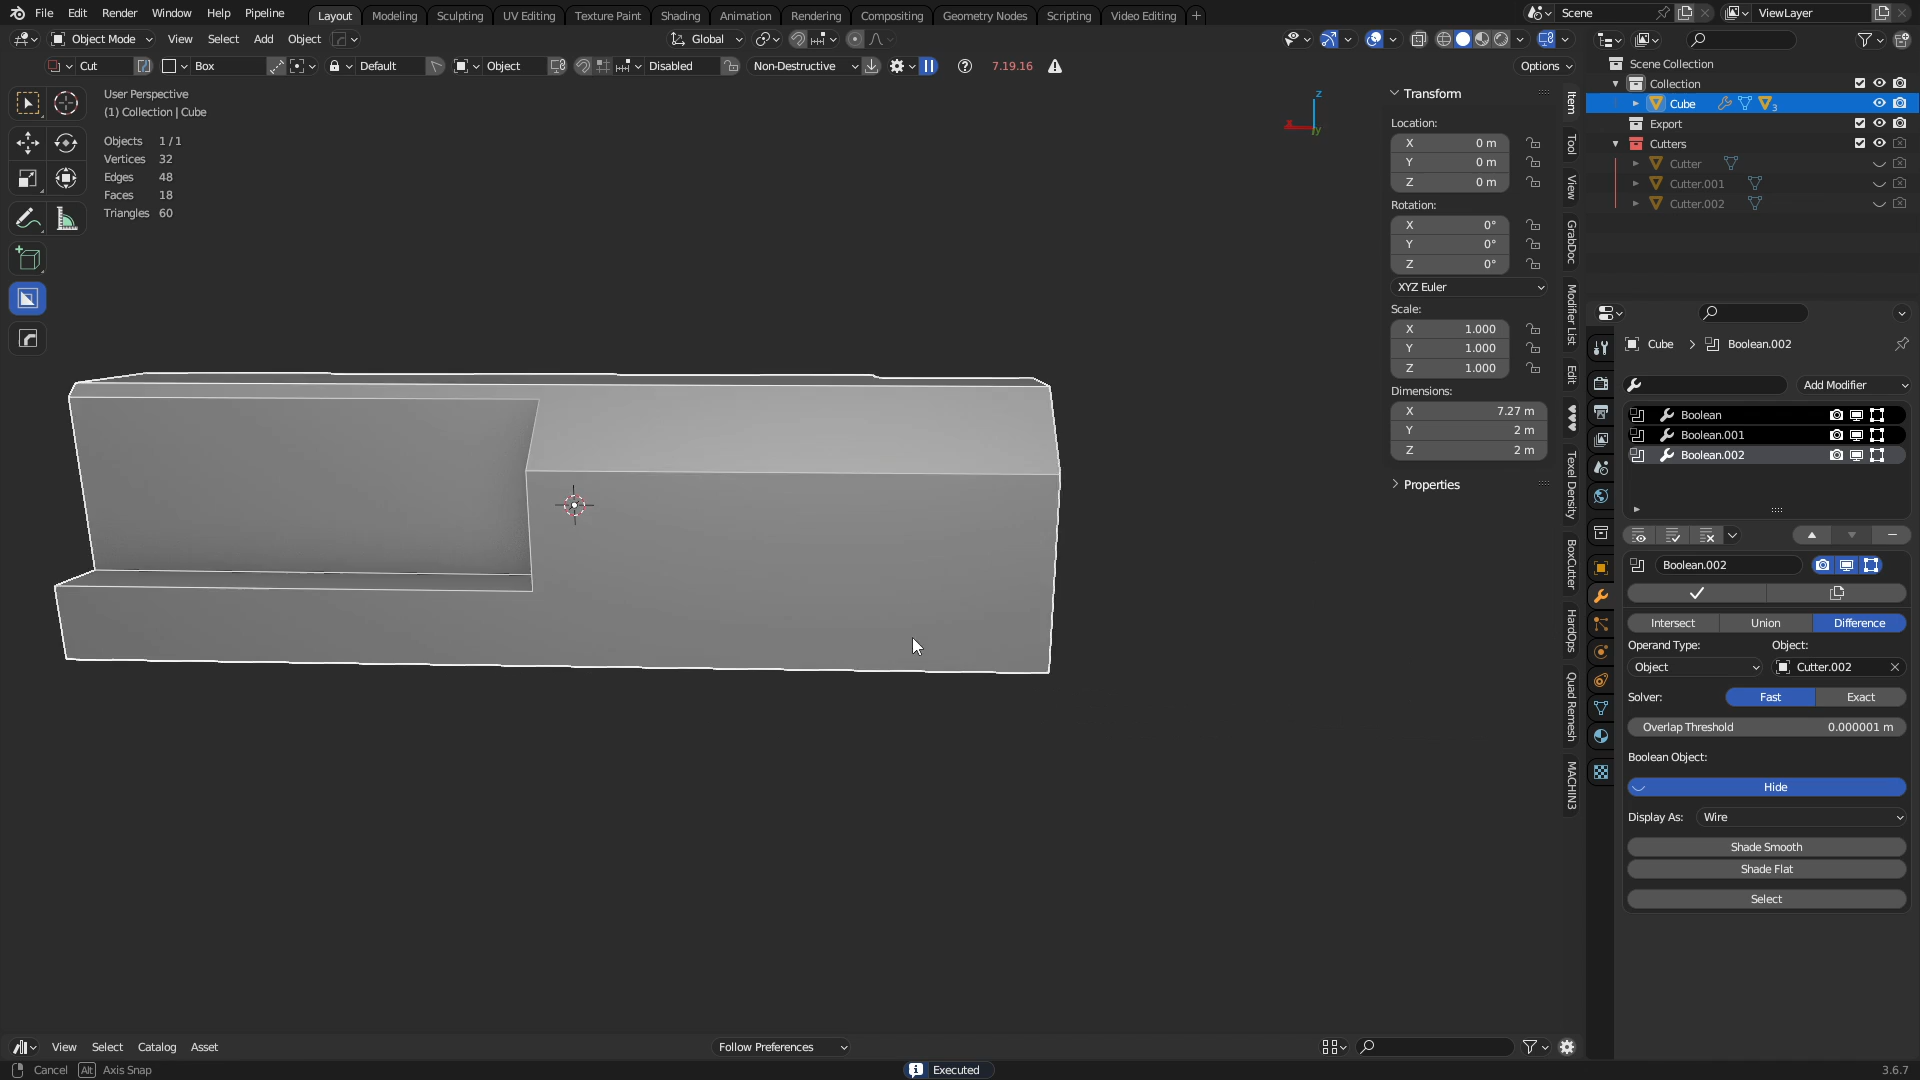 File Edit Render Window Help Pipeline Layout Modeling Sculpting UV Editing Texture Paint Shading Animation Rendering Compositing Geometry Nodes Scripting Video Editing + Scene ViewLayer
Object Mode View Select Add Object Global
Cut Box Default Object Disabled Non-Destructive 7.19.16 Options
User Perspective
(1) Collection | Cube
Objects 1/1
Vertices 32
Edges 48
Faces 18
Triangles 60
Z
X
Y
Transform
Location:
X 0 m
Y 0 m
Z 0 m
Rotation:
X 0°
Y 0°
Z 0°
XYZ Euler
Scale:
X 1.000
Y 1.000
Z 1.000
Dimensions:
X 7.27 m
Y 2 m
Z 2 m
Properties
Item
Tool
View
GrabDoc
Modifier List
Edit
♥♥♥
Texel Density
BoxCutter
HardOps
Quad Remesh
MACHIN3
Scene Collection
Collection
Cube 3
Export
Cutters
Cutter
Cutter.001
Cutter.002
Cube > Boolean.002
Add Modifier
Boolean
Boolean.001
Boolean.002
Boolean.002
Intersect Union Difference
Operand Type: Object:
Object Cutter.002
Solver: Fast Exact
Overlap Threshold 0.000001 m
Boolean Object:
Hide
Display As: Wire
Shade Smooth
Shade Flat
Select
View Select Catalog Asset Follow Preferences
Cancel Alt Axis Snap Executed 3.6.7